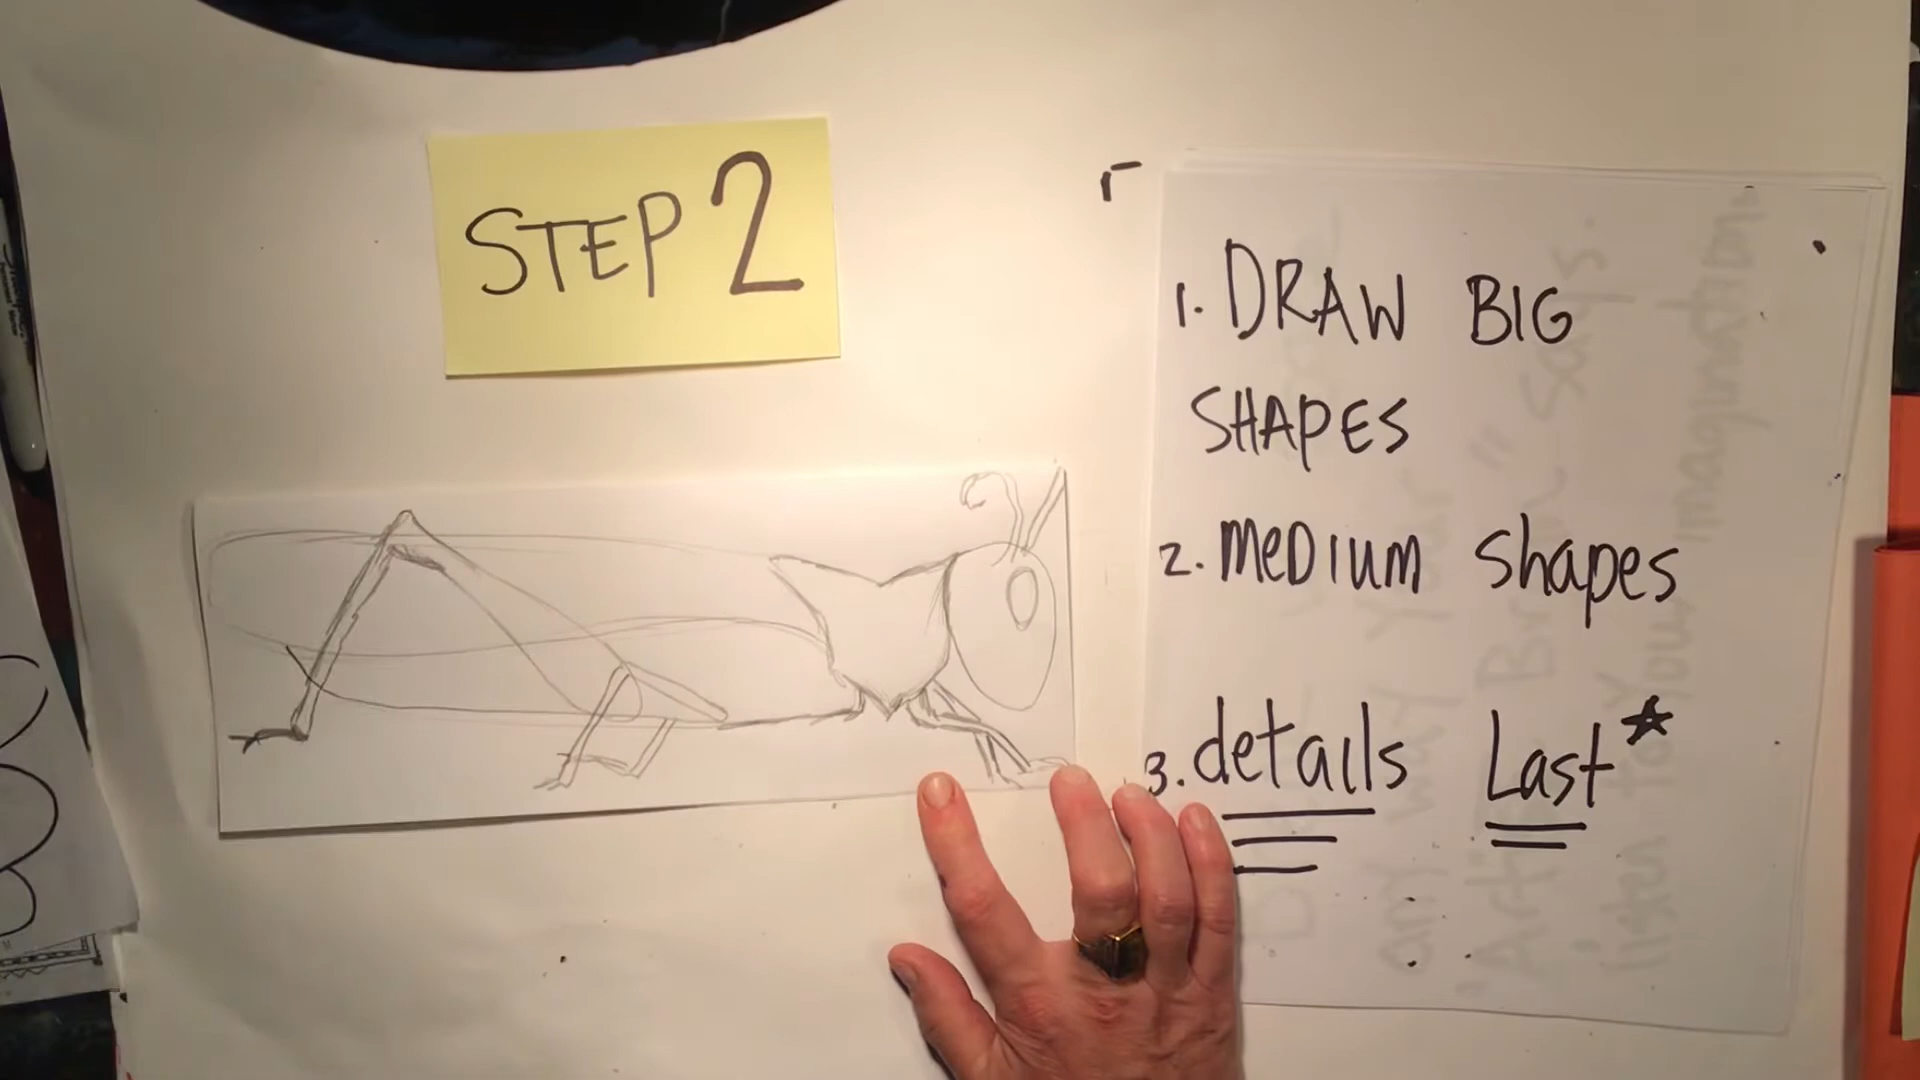 STEP 2
1. DRAW BIG
SHAPES
2. MEDIUM Shapes
3. details Last*